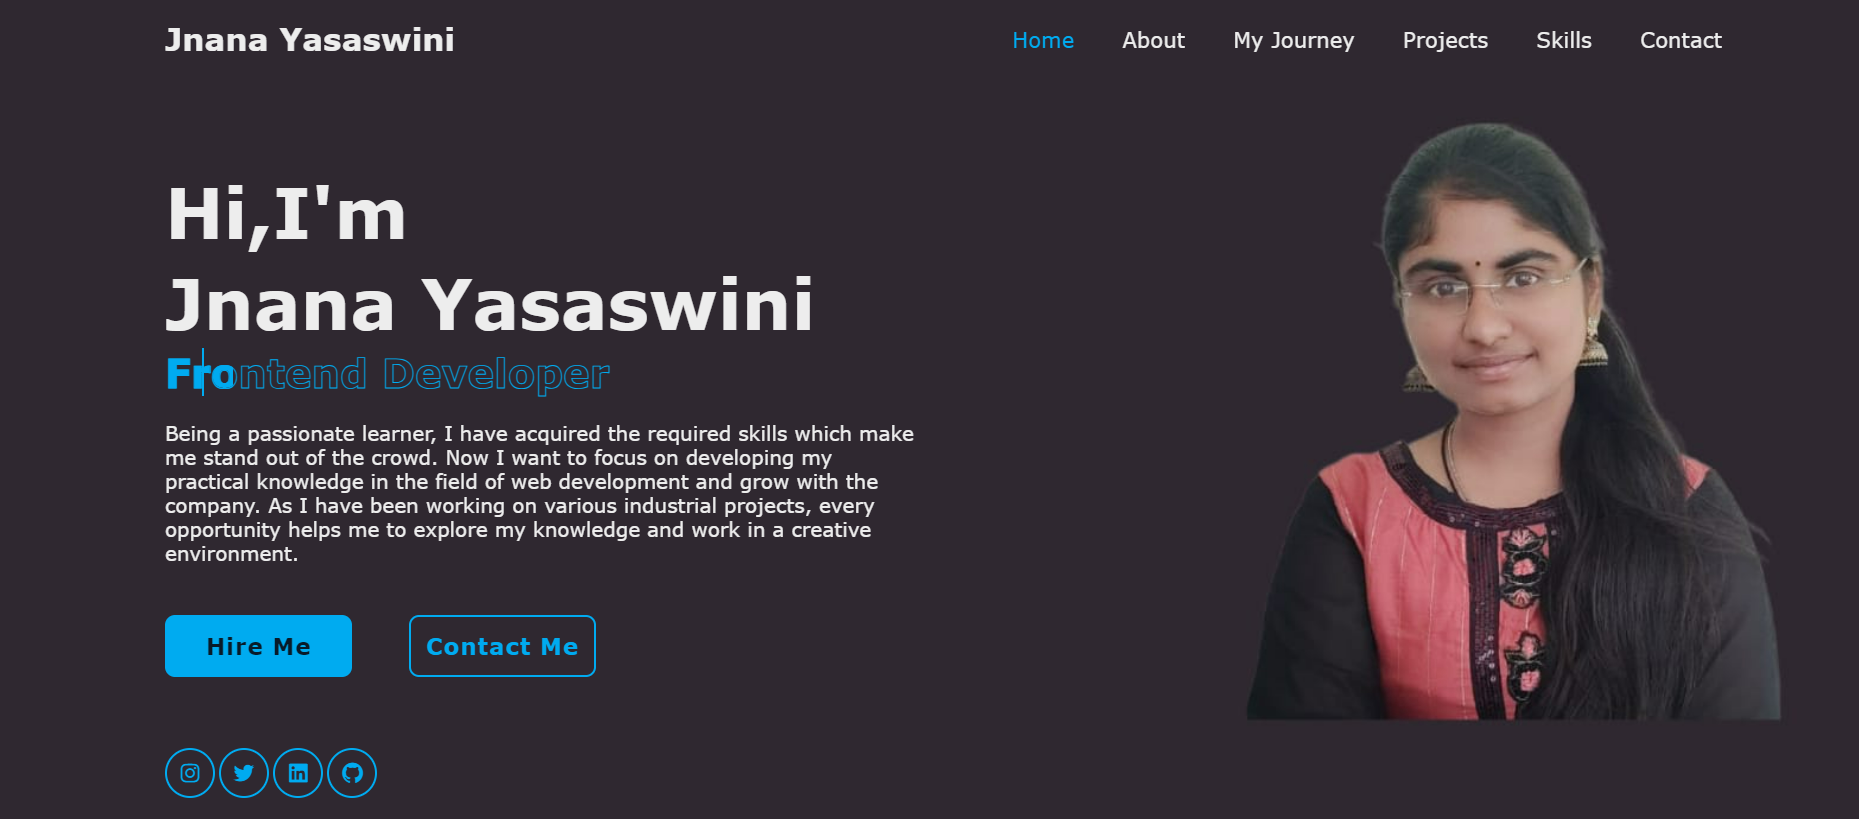 Jnana Yasaswini
Home About My Journey Projects Skills Contact
Hi,I'm
Jnana Yasaswini
Frontend Developer
Being a passionate learner, I have acquired the required skills which make
me stand out of the crowd. Now I want to focus on developing my
practical knowledge in the field of web development and grow with the
company. As I have been working on various industrial projects, every
opportunity helps me to explore my knowledge and work in a creative
environment.
Hire Me
Contact Me